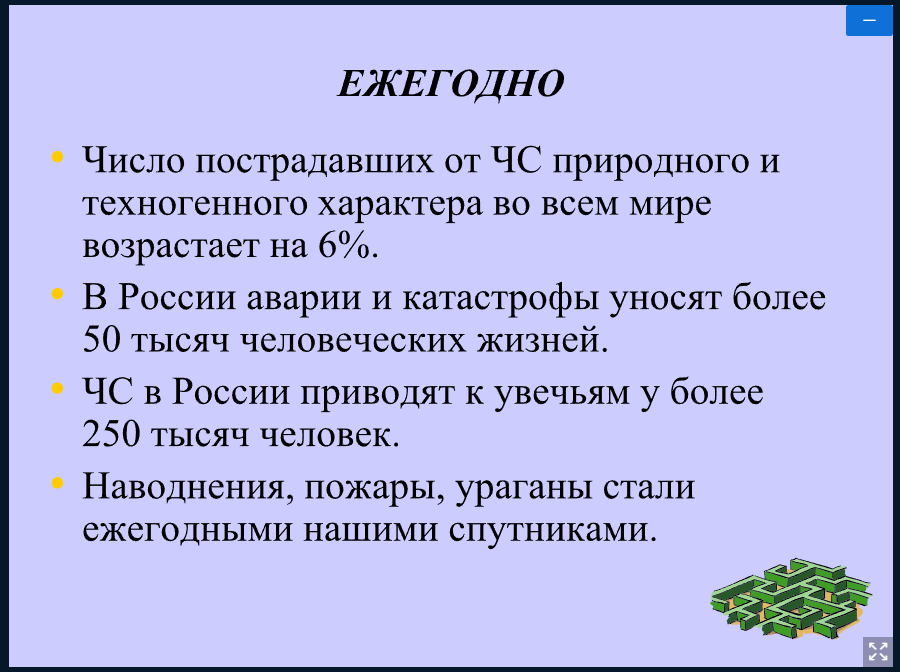 ЕЖЕГОДНО
• Число пострадавших от ЧС природного и
техногенного характера во всем мире
возрастает на 6%.
• В России аварии и катастрофы уносят более
50 тысяч человеческих жизней.
• ЧС в России приводят к увечьям у более
250 тысяч человек.
• Наводнения, пожары, ураганы стали
ежегодными нашими спутниками.